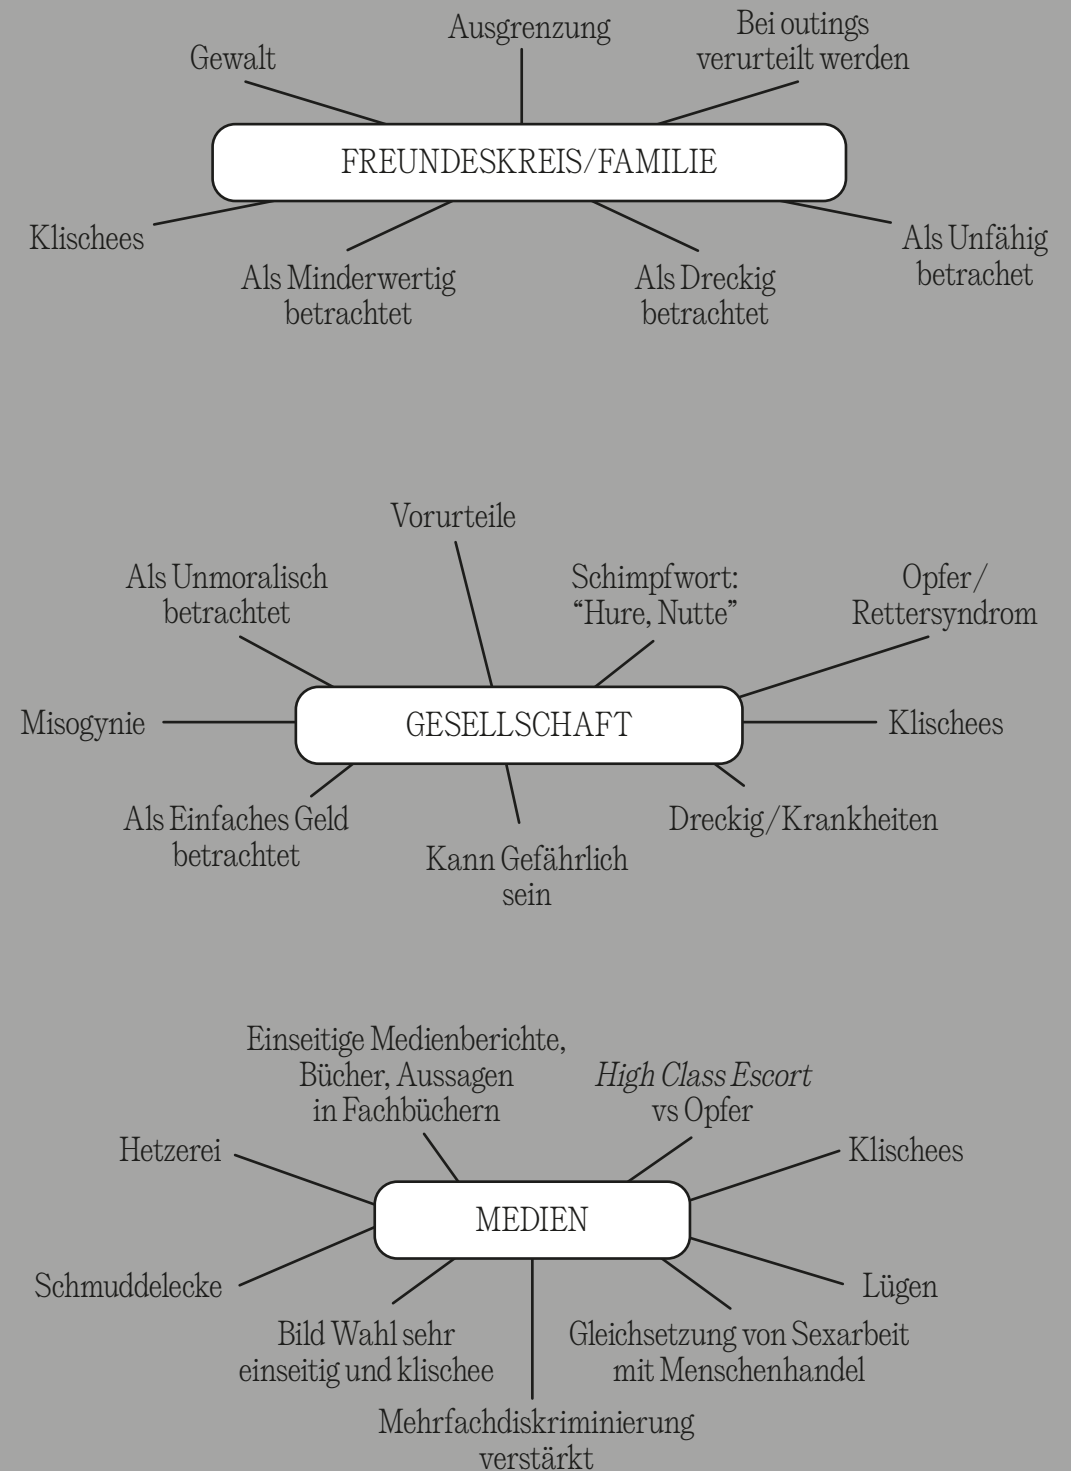 Ausgrenzung
Bei outings
verurteilt werden
Gewalt
FREUNDESKREIS/FAMILIE
Klischees
Als Minderwertig
betrachtet
Als Dreckig
betrachtet
Als Unfähig
betrachet
Vorurteile
Als Unmoralisch
betrachtet
Schimpfwort:
“Hure, Nutte”
Opfer/
Rettersyndrom
Misogynie
GESELLSCHAFT
Klischees
Als Einfaches Geld
betrachtet
Kann Gefährlich
sein
Dreckig/Krankheiten
Einseitige Medienberichte,
Bücher, Aussagen
in Fachbüchern
High Class Escort
vs Opfer
Hetzerei
Klischees
MEDIEN
Schmuddelecke
Lügen
Bild Wahl sehr
einseitig und klischee
Gleichsetzung von Sexarbeit
mit Menschenhandel
Mehrfachdiskriminierung
verstärkt